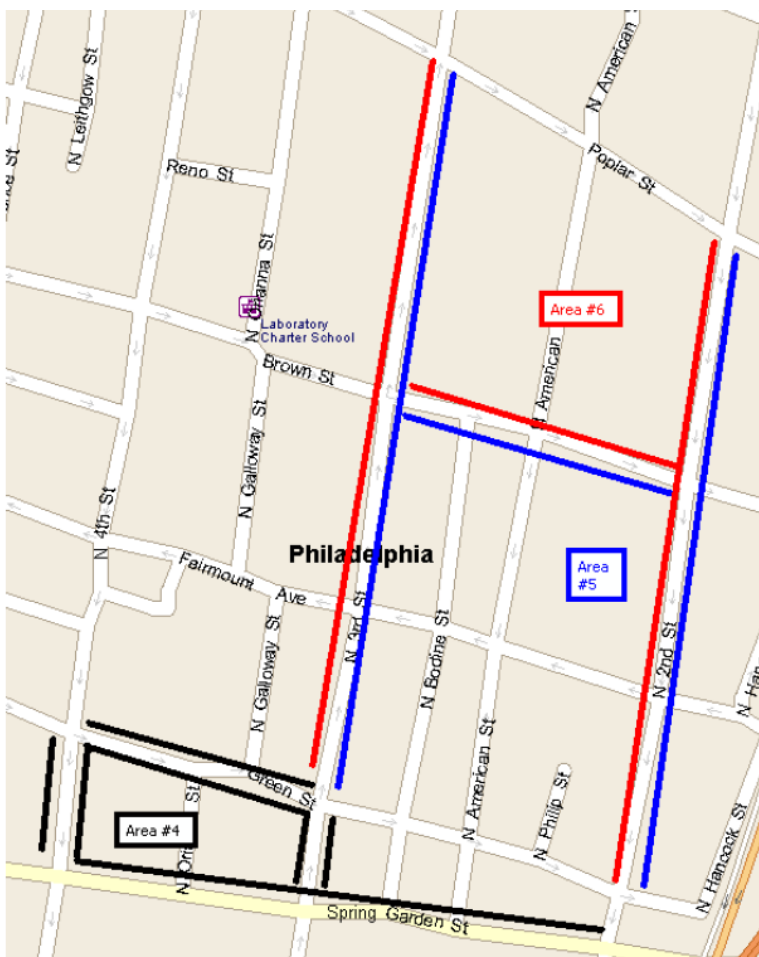 N Leithgow St
N American St
Reno St
Poplar St
N Orianna St
Area #6
Laboratory
Charter School
Brown St
N American
N Galloway St
N 4th St
Philadelphia
Fairmount Ave
Area
#5
N 3rd St
N Bodine St
N 2nd St
N Galloway St
N American St
Green St
N Philip St
Area #4
N Hancock St
Spring Garden St